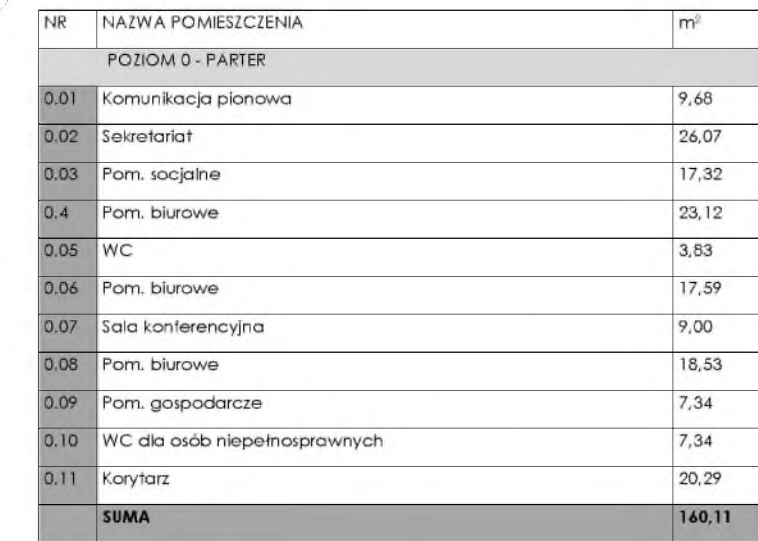 NR NAZWA POMIESZCZENIA m²
POZIOM 0 - PARTER
0.01 Komunikacja pionowa 9,68
0.02 Sekretariat 26,07
0.03 Pom. socjalne 17,32
0.4 Pom. biurowe 23,12
0.05 WC 3,83
0.06 Pom. biurowe 17,59
0.07 Sala konferencyjna 9,00
0.08 Pom. biurowe 18,53
0.09 Pom. gospodarcze 7,34
0.10 WC dla osób niepełnosprawnych 7,34
0.11 Korytarz 20,29
SUMA 160,11